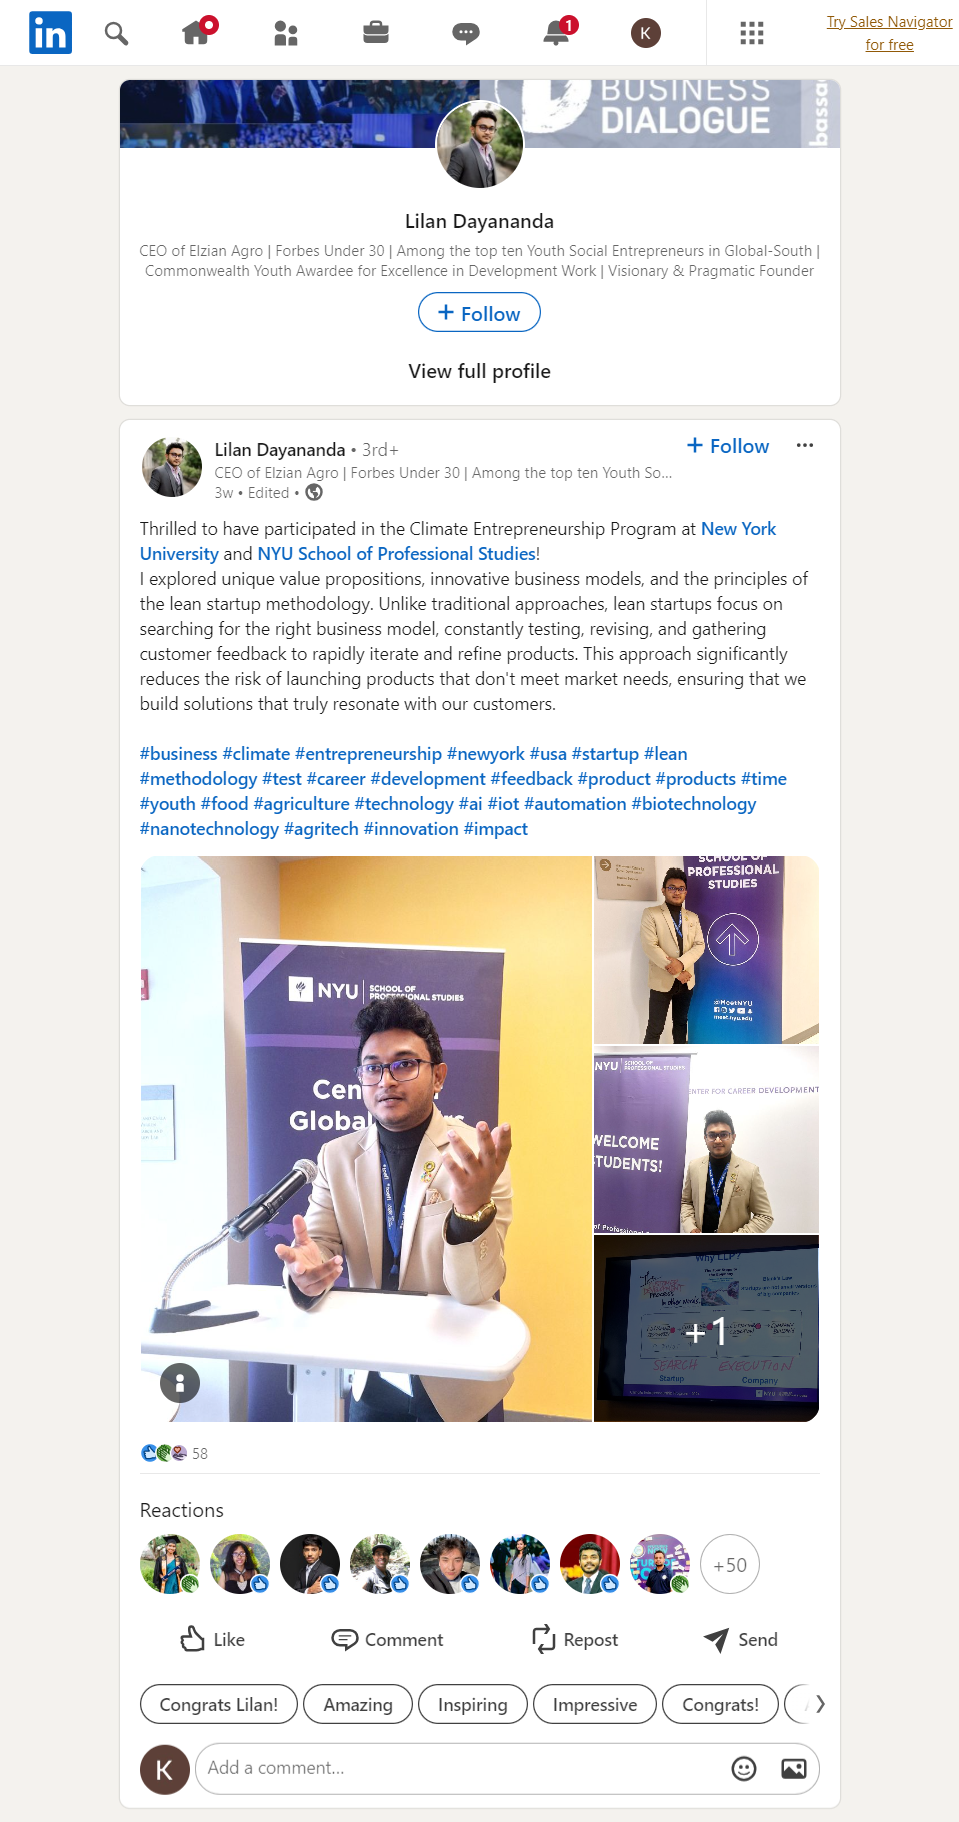 in
1
K
Try Sales Navigator
for free
BUSINESS
DIALOGUE
bassa
Lilan Dayananda
CEO of Elzian Agro | Forbes Under 30 | Among the top ten Youth Social Entrepreneurs in Global-South |
Commonwealth Youth Awardee for Excellence in Development Work | Visionary & Pragmatic Founder
+ Follow
View full profile
Lilan Dayananda • 3rd+
+ Follow
CEO of Elzian Agro | Forbes Under 30 | Among the top ten Youth So...
3w • Edited •
Thrilled to have participated in the Climate Entrepreneurship Program at New York
University and NYU School of Professional Studies!
I explored unique value propositions, innovative business models, and the principles of
the lean startup methodology. Unlike traditional approaches, lean startups focus on
searching for the right business model, constantly testing, revising, and gathering
customer feedback to rapidly iterate and refine products. This approach significantly
reduces the risk of launching products that don't meet market needs, ensuring that we
build solutions that truly resonate with our customers.
#business #climate #entrepreneurship #newyork #usa #startup #lean
#methodology #test #career #development #feedback #product #products #time
#youth #food #agriculture #technology #ai #iot #automation #biotechnology
#nanotechnology #agritech #innovation #impact
NYU SCHOOL OF
PROFESSIONAL STUDIES
Cen
Global rs
SCHOOL OF
PROFESSIONAL
STUDIES
@MeetNYU
meet.nyu.edu
NYU SCHOOL OF
PROFESSIONAL STUDIES
ENTER FOR CAREER DEVELOPMENT
WELCOME
TUDENTS!
of Professional
Why LLP?
+1
SEARCH EXECUTION
Startup Company
NYU
58
Reactions
+50
Like
Comment
Repost
Send
Congrats Lilan!
Amazing
Inspiring
Impressive
Congrats!
K
Add a comment...